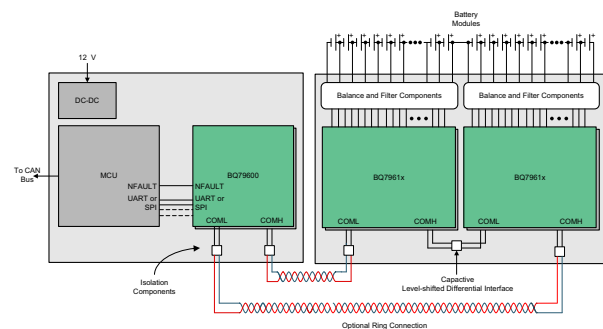 Battery
Modules
12 V
DC-DC
Balance and Filter Components
Balance and Filter Components
MCU
BQ79600
BQ7961x
BQ7961x
To CAN
Bus
NFAULT
NFAULT
UART or
SPI
UART or
SPI
COML
COMH
COML
COMH
COML
COMH
Isolation
Components
Capactive
Level-shifted Differential Interface
Optional Ring Connection